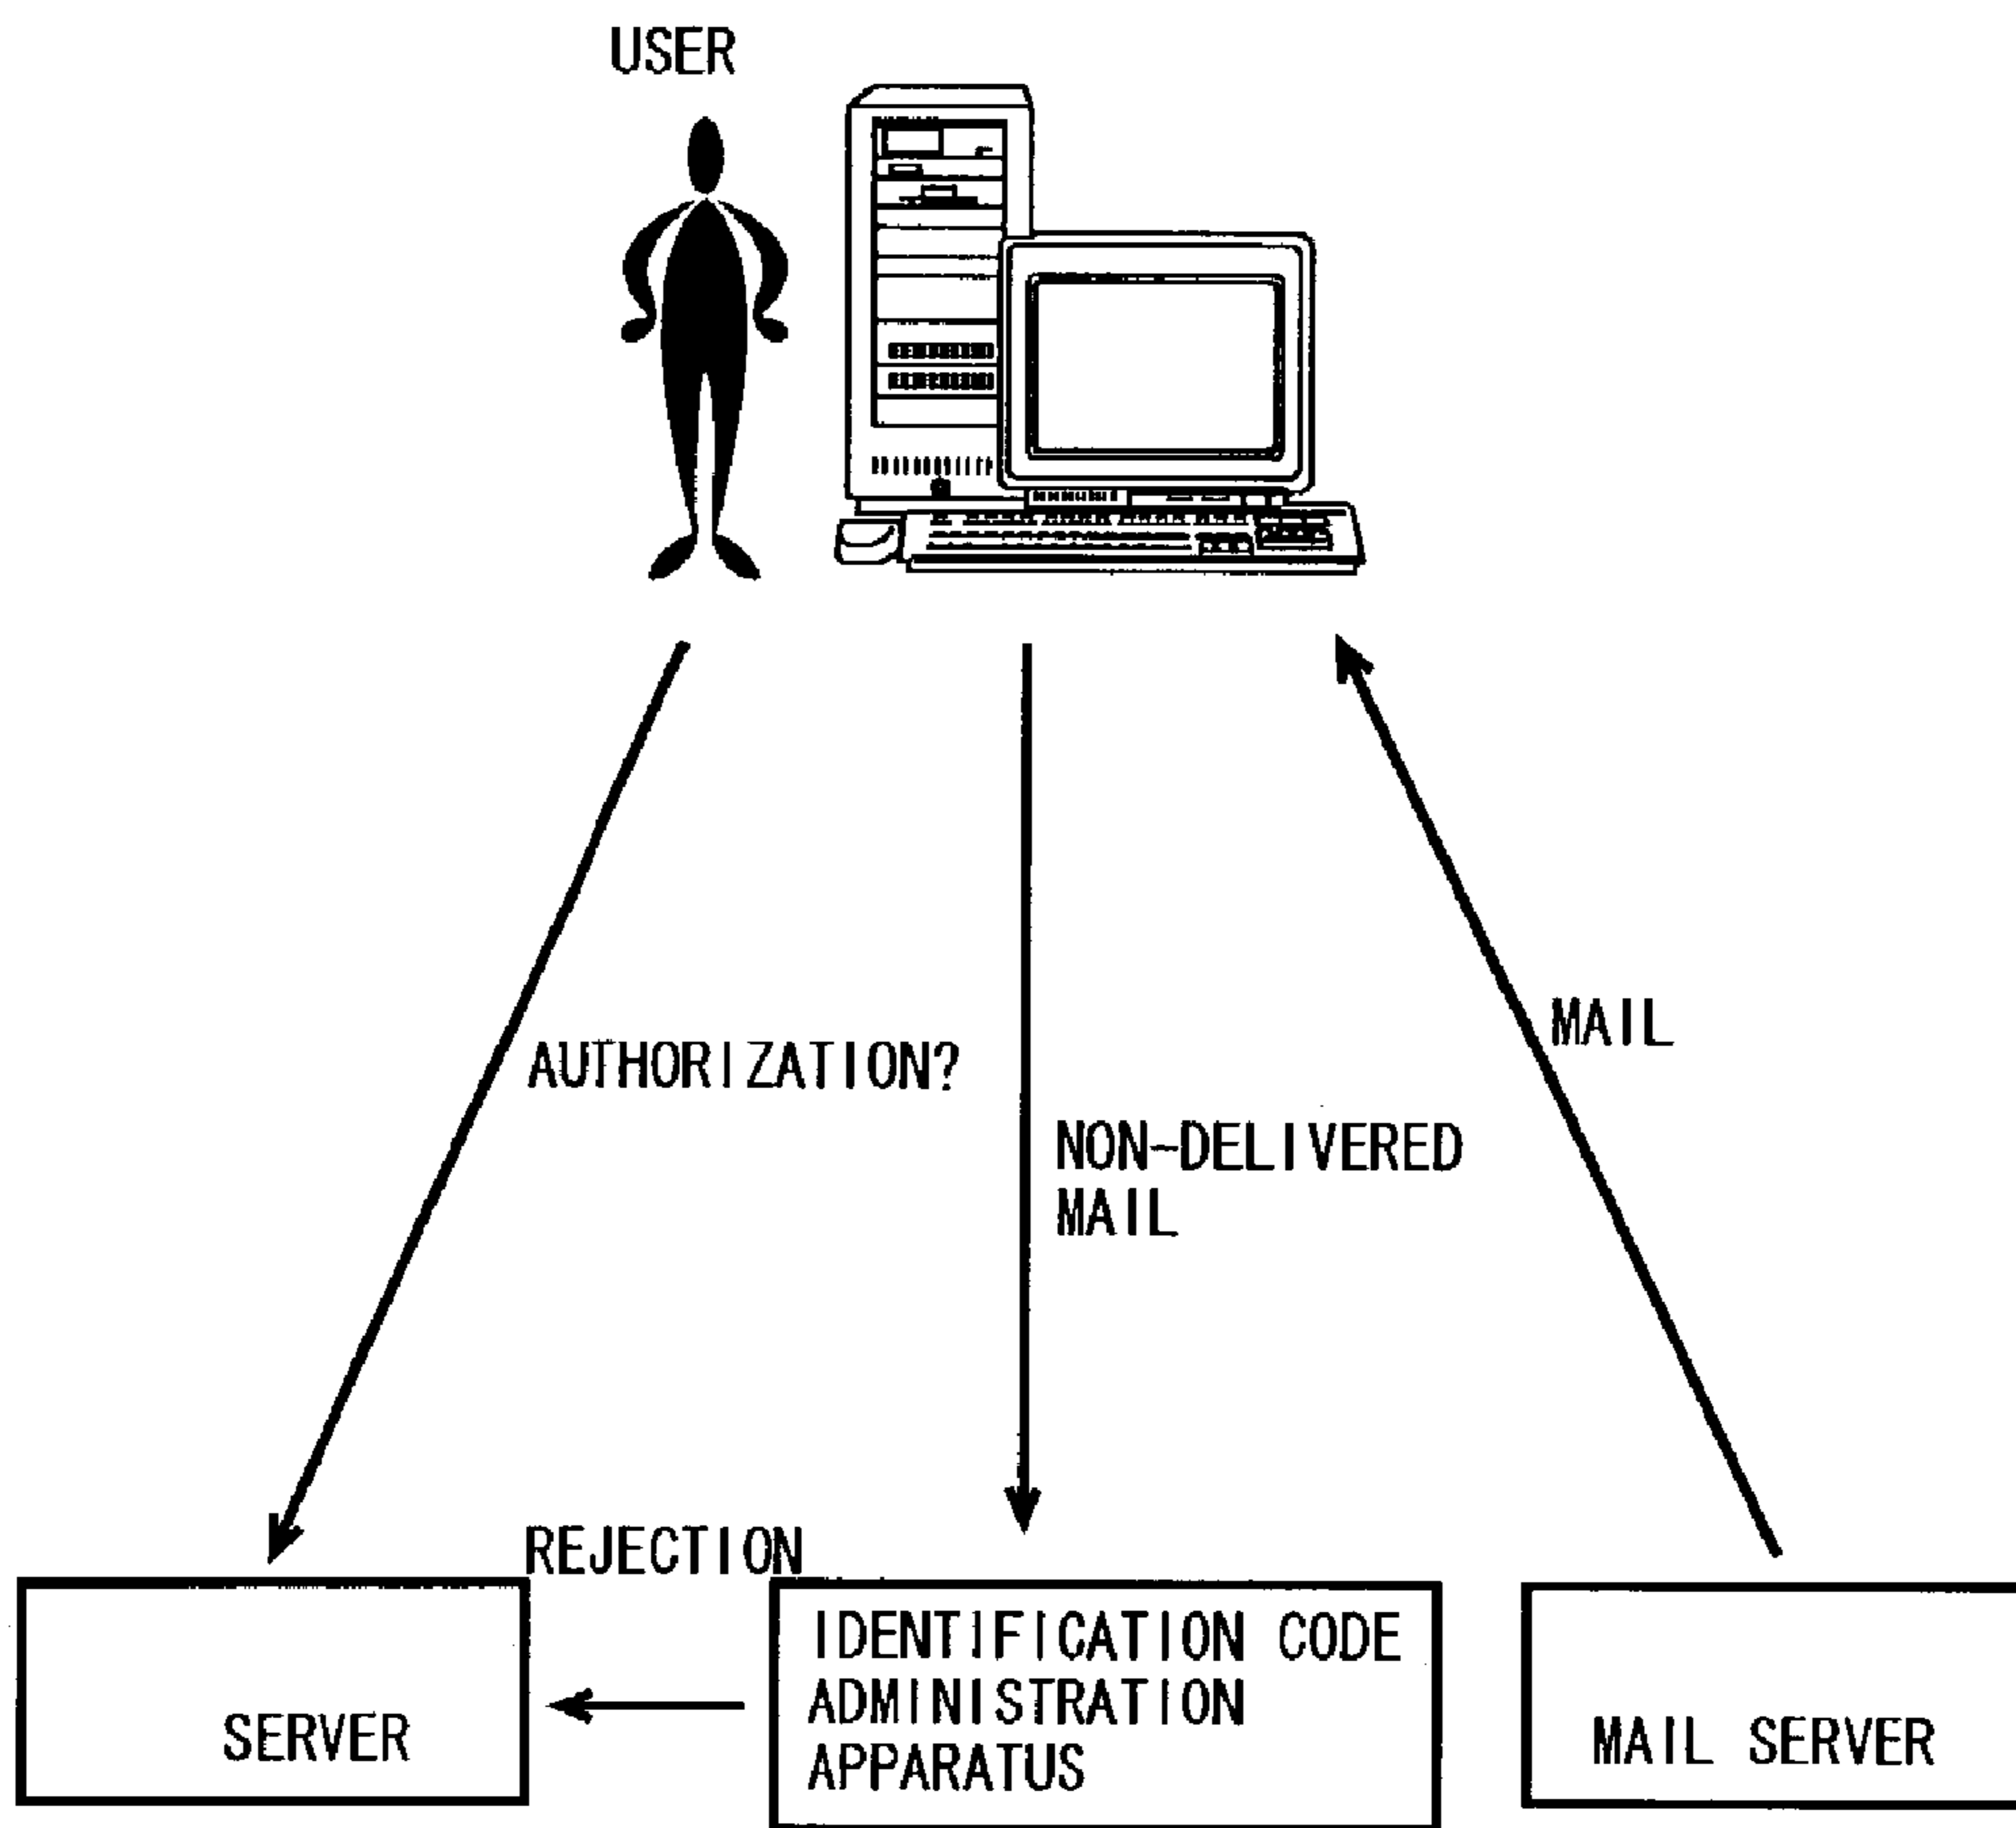 USER
MAIL
AUTHORIZATION?
NON-DELIVERED
MAIL
REJECTION
SERVER
IDENTIFICATION CODE
ADMINISTRATION
APPARATUS
MAIL SERVER